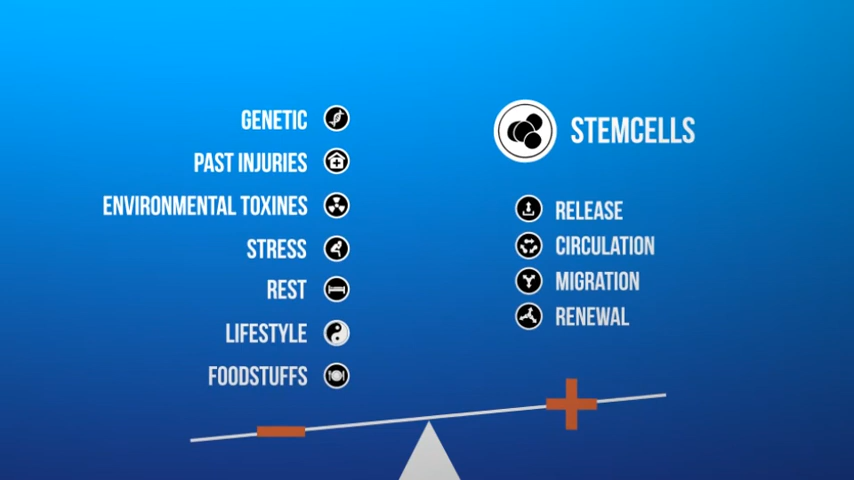 GENETIC
PAST INJURIES
ENVIRONMENTAL TOXINES
STRESS
REST
LIFESTYLE
FOODSTUFFS
STEMCELLS
RELEASE
CIRCULATION
MIGRATION
RENEWAL